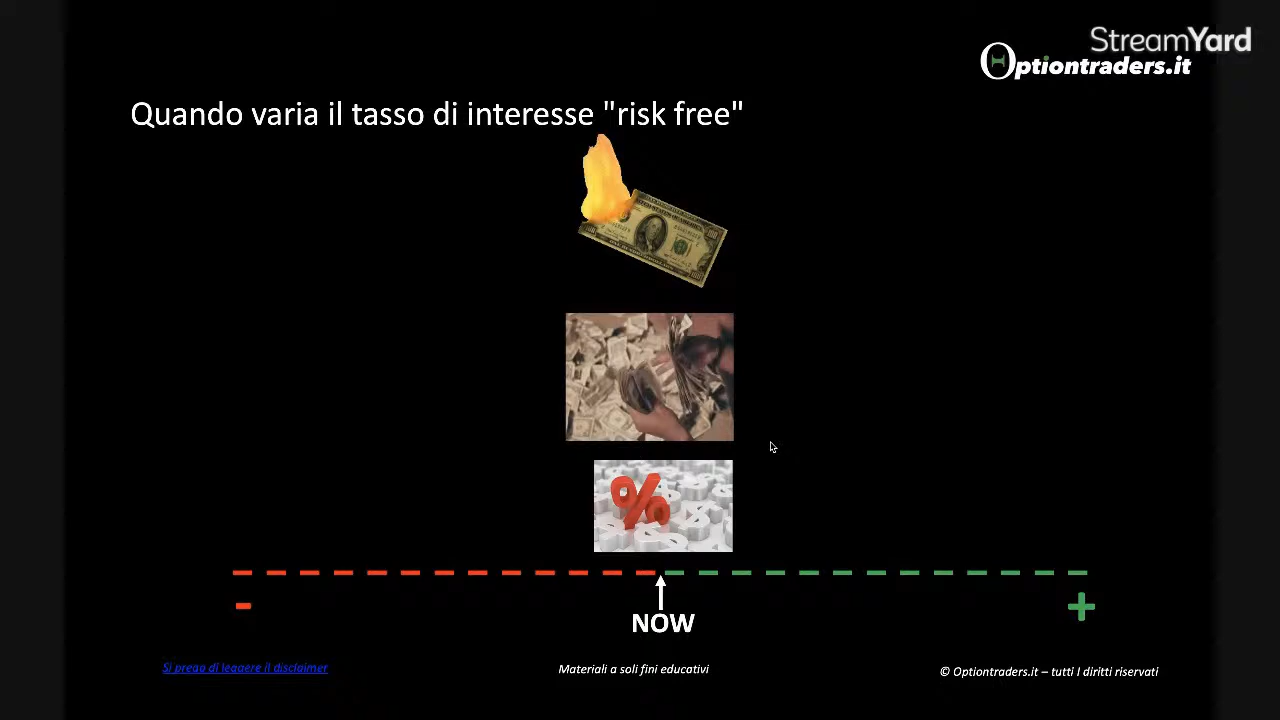 StreamYard
Optiontraders.it
Quando varia il tasso di interesse "risk free"
%
-
+
NOW
Si prega di leggere il disclaimer
Materiali a soli fini educativi
© Optiontraders.it – tutti I diritti riservati